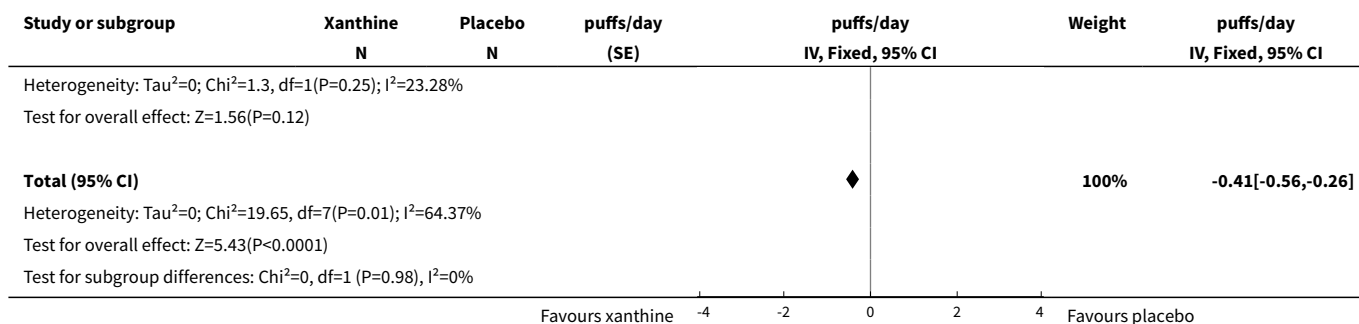 Study or subgroup Xanthine Placebo puffs/day puffs/day Weight puffs/day
N N (SE) IV, Fixed, 95% CI IV, Fixed, 95% CI
Heterogeneity: Tau²=0; Chi²=1.3, df=1(P=0.25); I²=23.28%
Test for overall effect: Z=1.56(P=0.12)
Total (95% CI) 100% -0.41[-0.56,-0.26]
Heterogeneity: Tau²=0; Chi²=19.65, df=7(P=0.01); I²=64.37%
Test for overall effect: Z=5.43(P<0.0001)
Test for subgroup differences: Chi²=0, df=1 (P=0.98), I²=0%
Favours xanthine -4 -2 0 2 4 Favours placebo